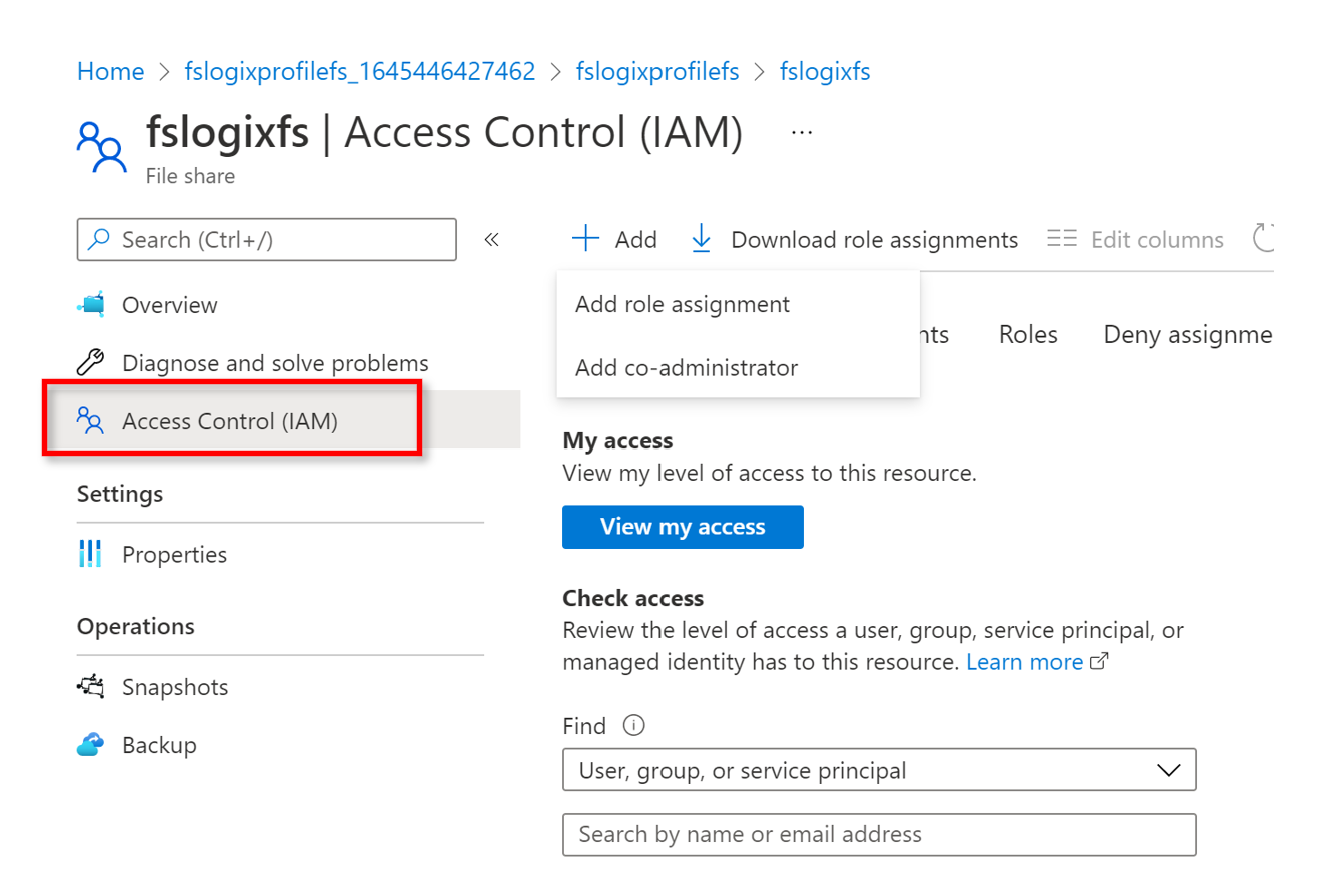 Home > fslogixprofilefs_1645446427462 > fslogixprofilefs > fslogixfs
fslogixfs | Access Control (IAM) ...
File share
Search (Ctrl+/) «
Add Download role assignments Edit columns
Overview
Diagnose and solve problems
Access Control (IAM)
Settings
Properties
Operations
Snapshots
Backup
Add role assignment
Add co-administrator
Roles Deny
My access
View my level of access to this resource.
View my access
Check access
Review the level of access a user, group, service principal, or
managed identity has to this resource. Learn more
Find
User, group, or service principal
Search by name or email address